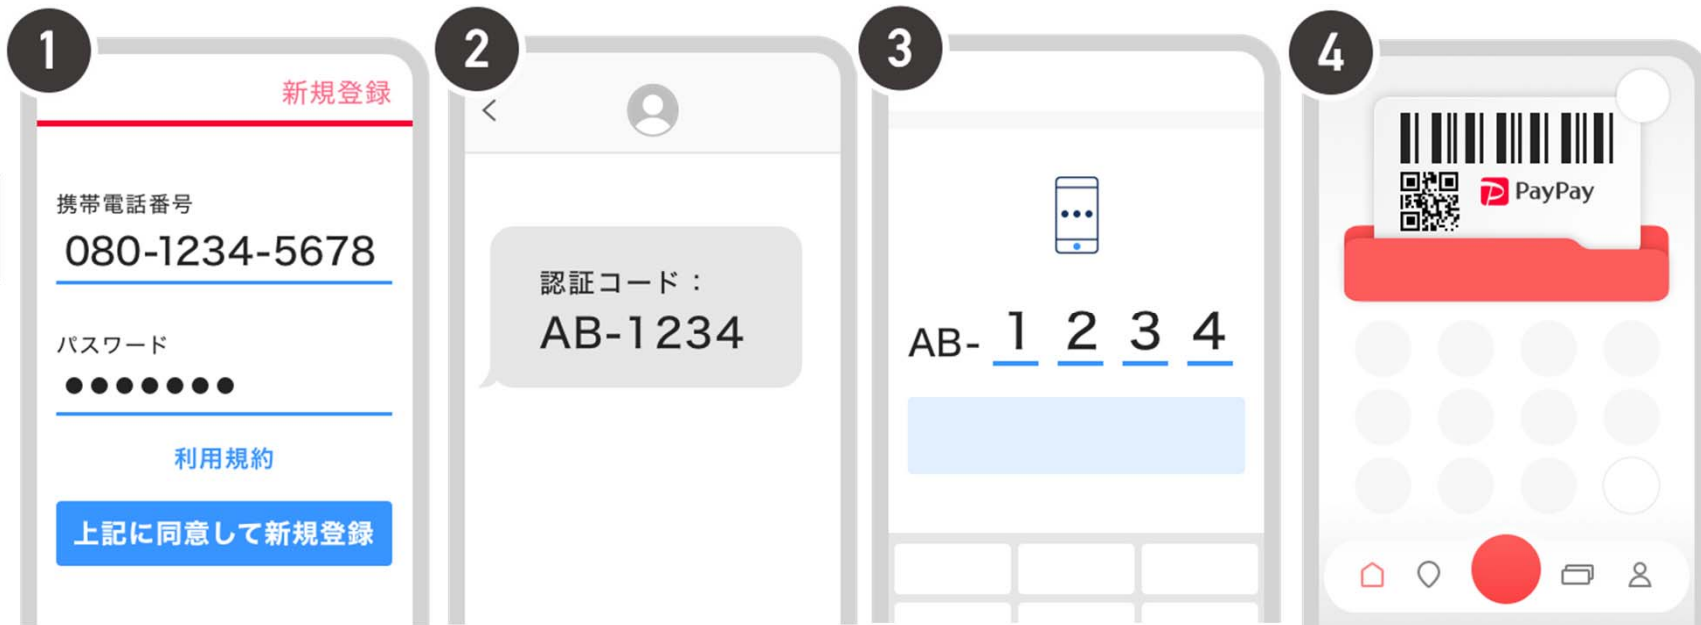 1
新規登録
携帯電話番号
080-1234-5678
パスワード
●●●●●●●
利用規約
上記に同意して新規登録
2
認証コード：
AB-1234
3
AB- 1 2 3 4
4
PayPay